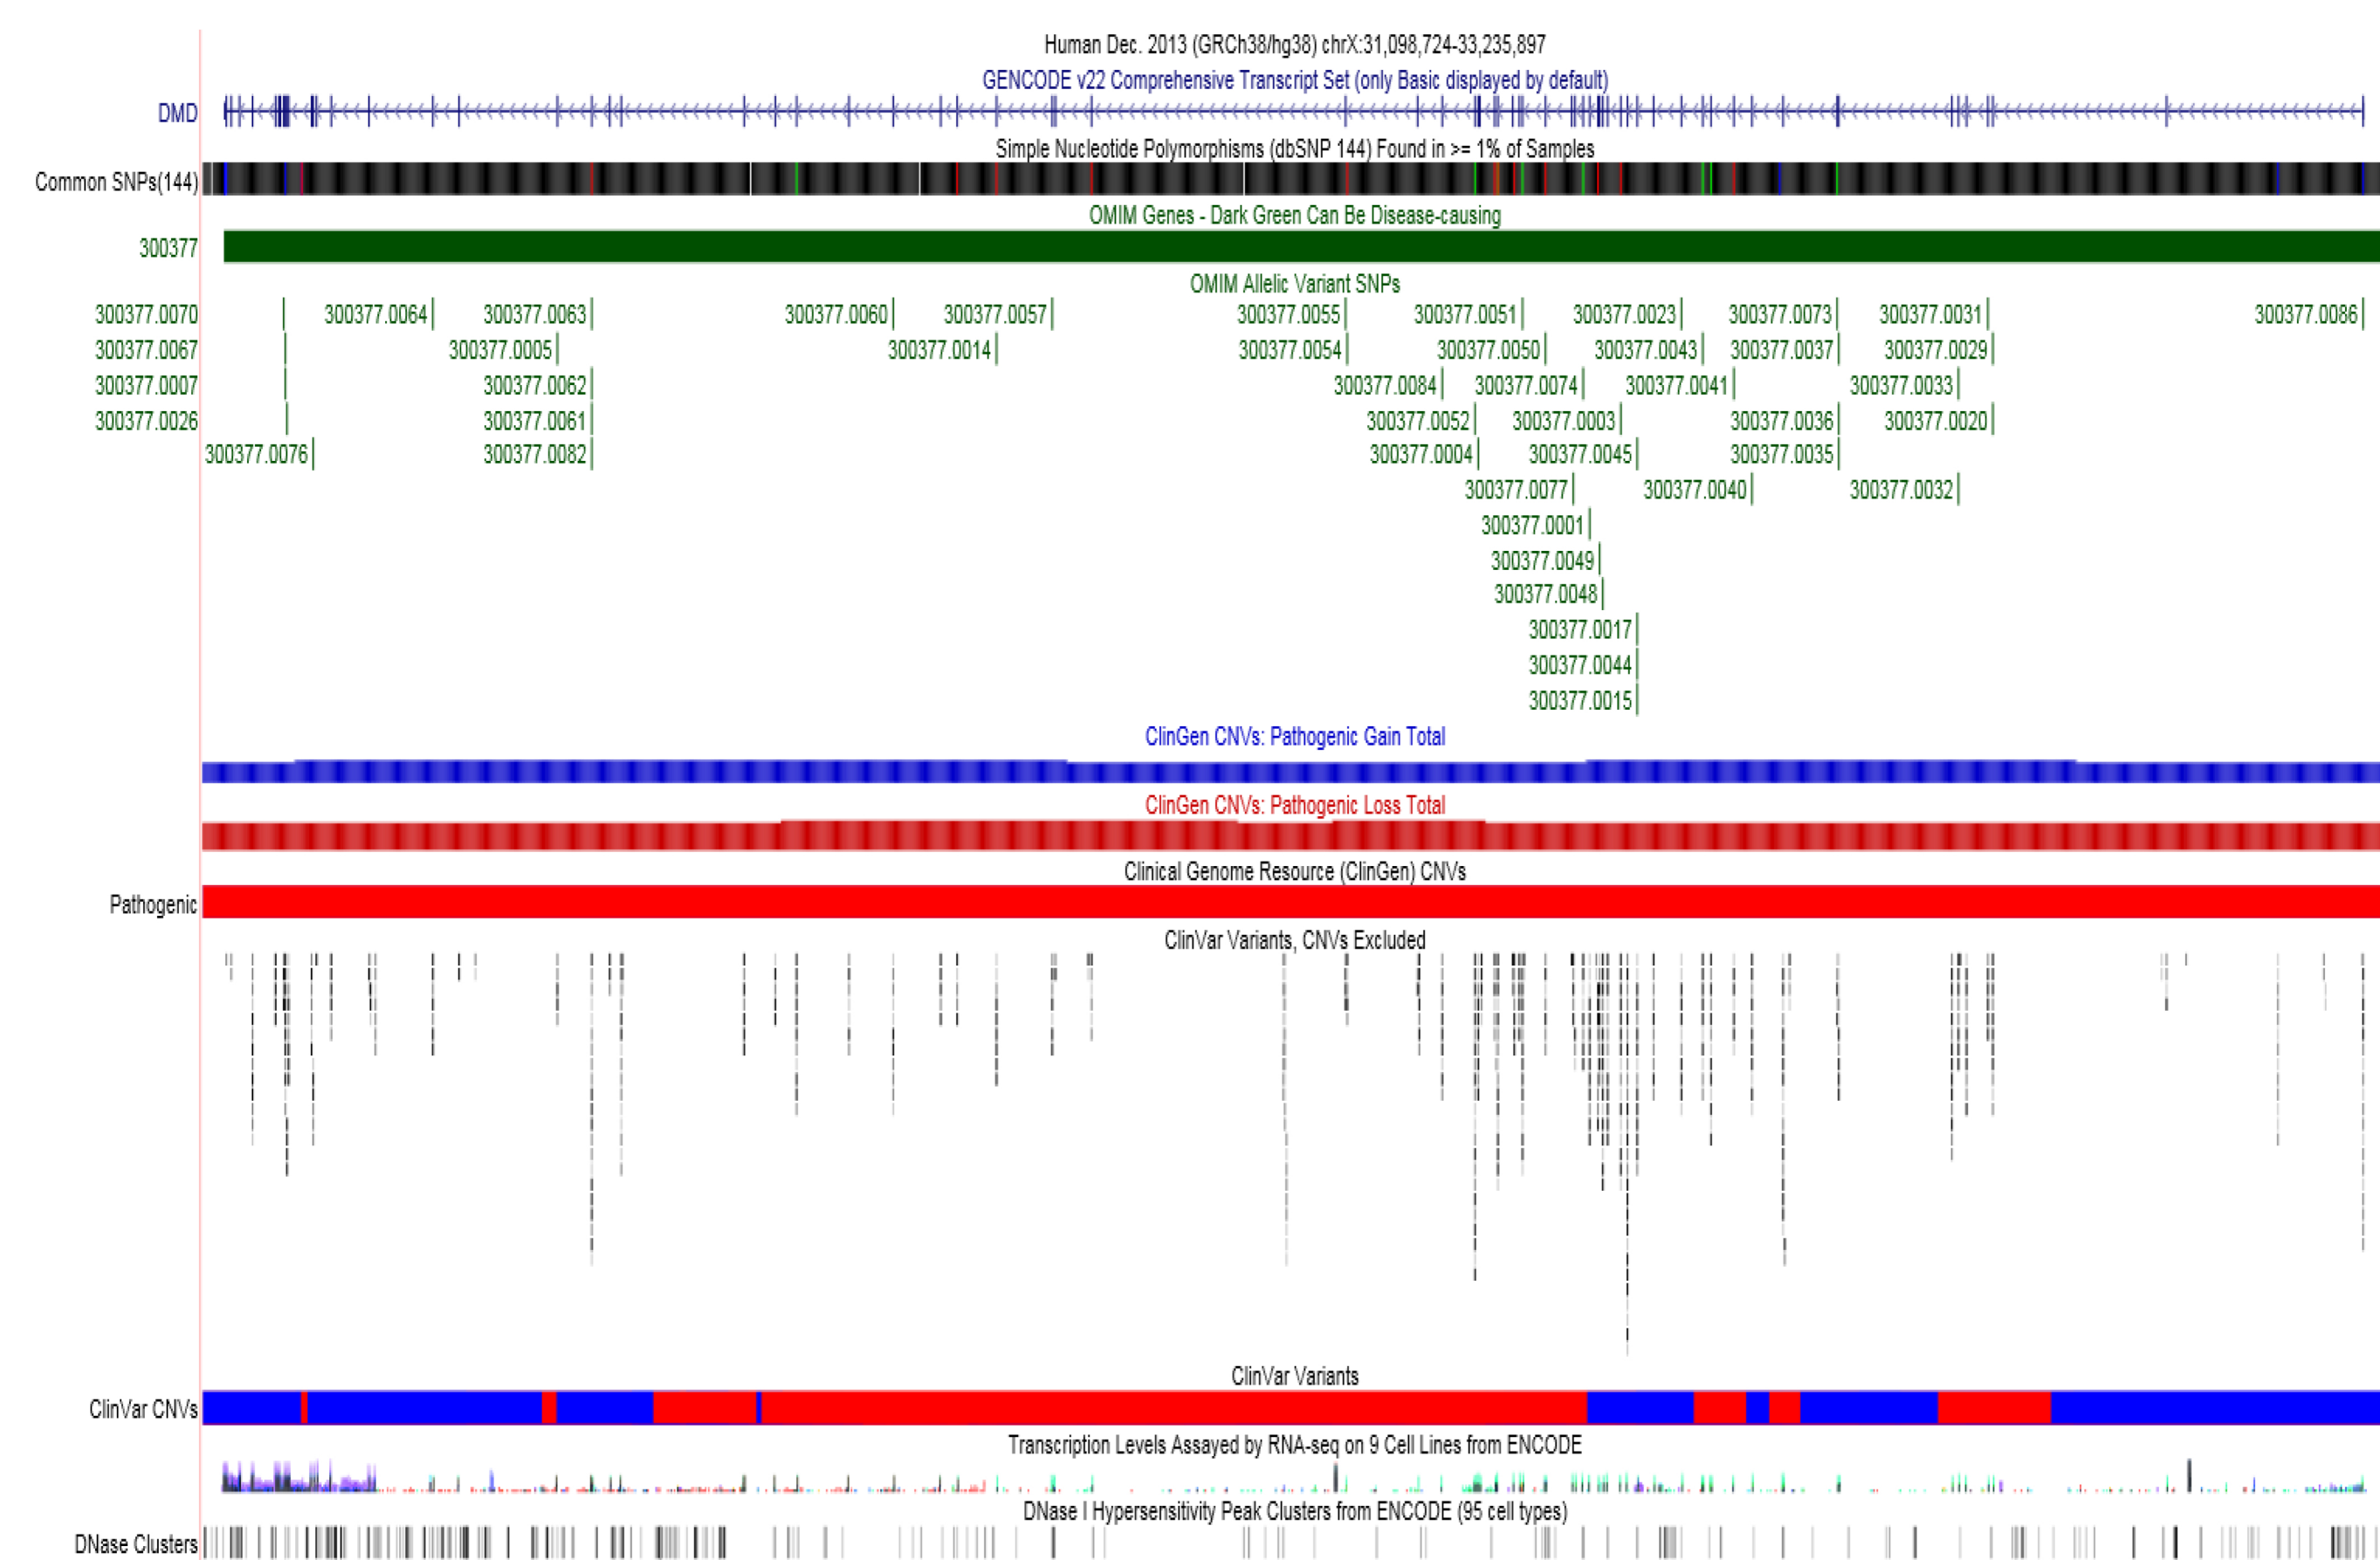 Human Dec. 2013 (GRCh38/hg38) chrX:31,098,724-33,235,897
GENCODE v22 Comprehensive Transcript Set (only Basic displayed by default)
DMD
Simple Nucleotide Polymorphisms (dbSNP 144) Found in >= 1% of Samples
Common SNPs(144)
OMIM Genes - Dark Green Can Be Disease-causing
300377
OMIM Allelic Variant SNPs
300377.0070 300377.0064 300377.0063 300377.0060 300377.0057 300377.0055 300377.0051 300377.0023 300377.0073 300377.0031 300377.0086
300377.0067 300377.0005 300377.0014 300377.0054 300377.0050 300377.0043 300377.0037 300377.0029
300377.0007 300377.0062 300377.0084 300377.0074 300377.0041 300377.0033
300377.0026 300377.0061 300377.0052 300377.0003 300377.0036 300377.0020
300377.0076 300377.0082 300377.0004 300377.0045 300377.0035
300377.0077 300377.0040 300377.0032
300377.0001
300377.0049
300377.0048
300377.0017
300377.0044
300377.0015
ClinGen CNVs: Pathogenic Gain Total
ClinGen CNVs: Pathogenic Loss Total
Clinical Genome Resource (ClinGen) CNVs
Pathogenic
ClinVar Variants, CNVs Excluded
ClinVar Variants
ClinVar CNVs
Transcription Levels Assayed by RNA-seq on 9 Cell Lines from ENCODE
DNase I Hypersensitivity Peak Clusters from ENCODE (95 cell types)
DNase Clusters